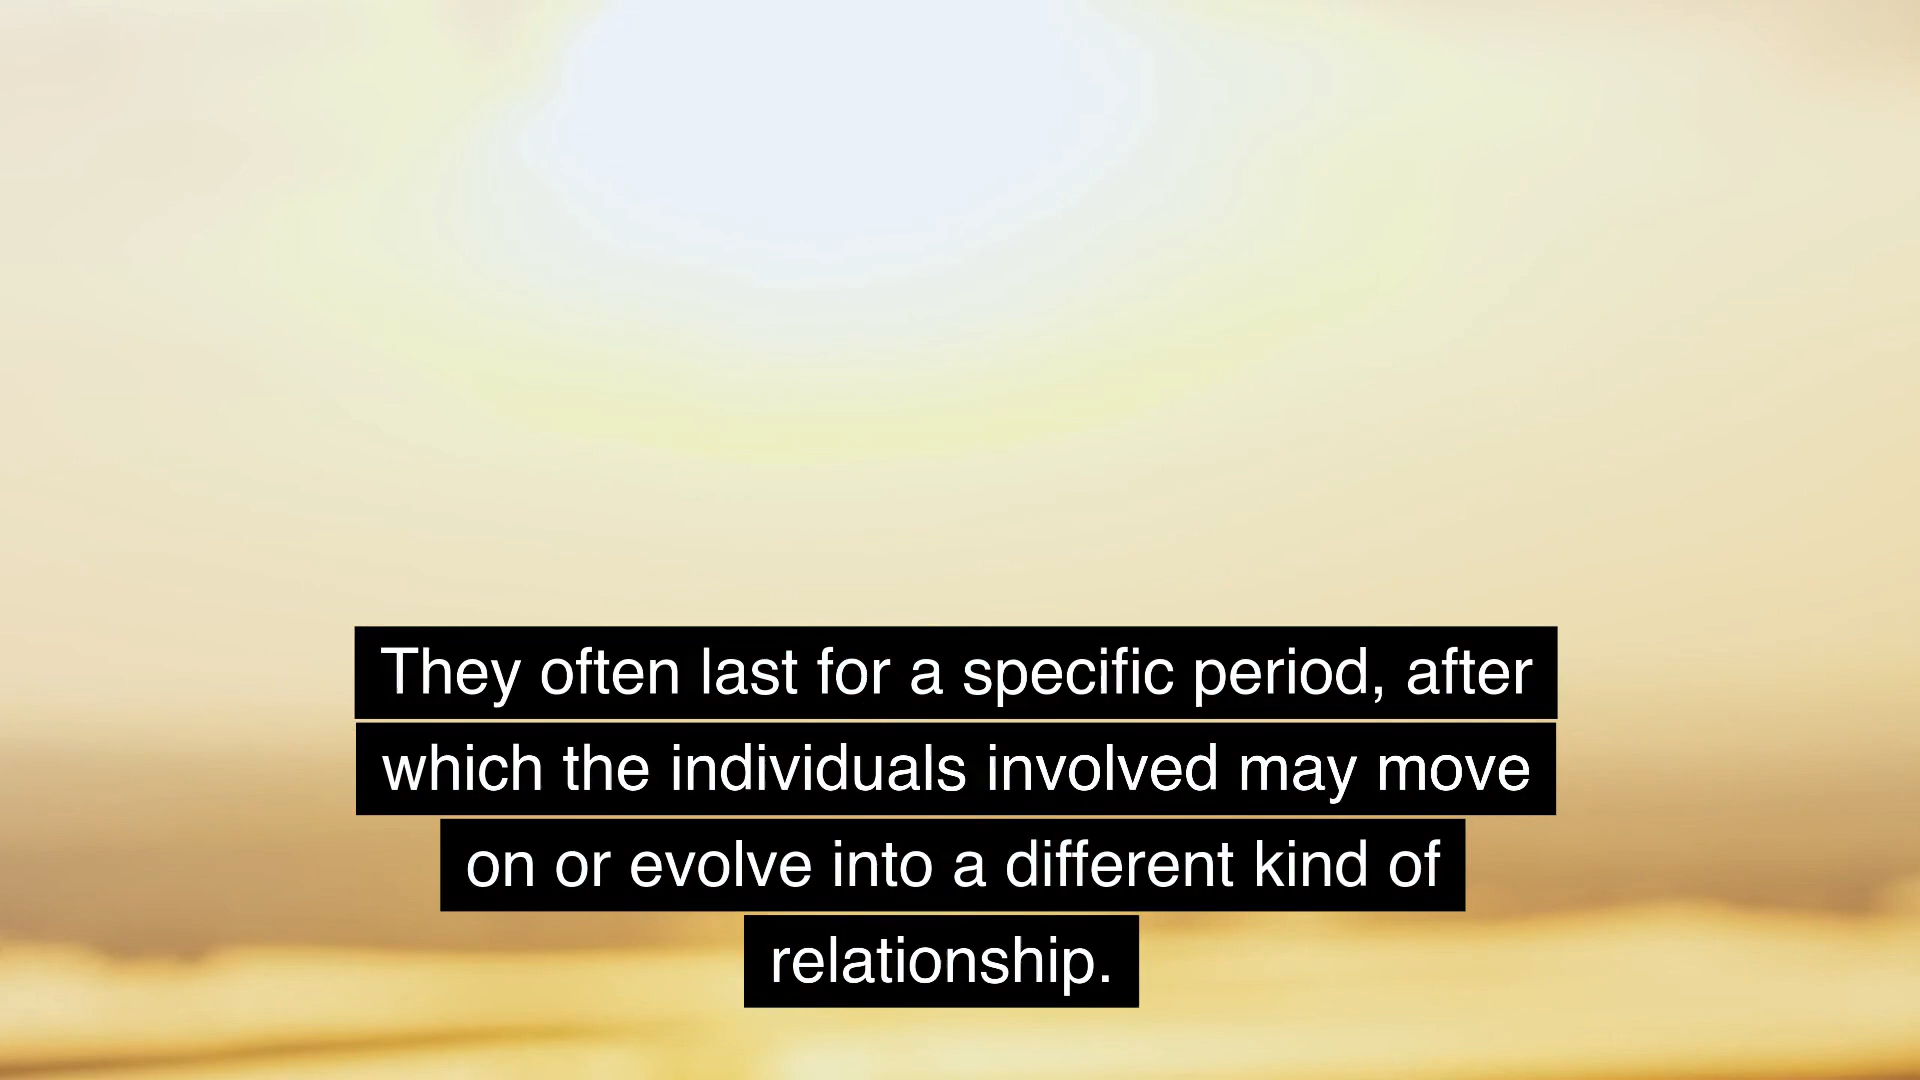 They often last for a specific period, after
which the individuals involved may move
on or evolve into a different kind of
relationship.